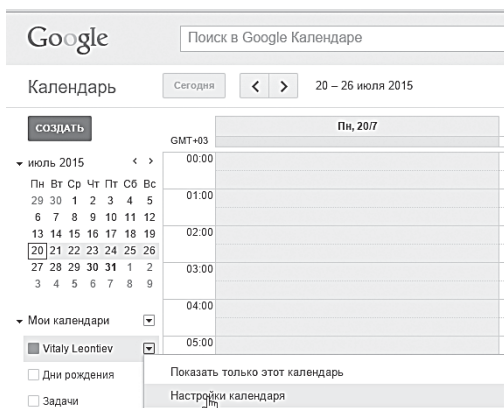 Google
Поиск в Google Календаре
Календарь
Сегодня
20 – 26 июля 2015
СОЗДАТЬ
Пн, 20/7
GMT+03
июль 2015
Пн Вт Ср Чт Пт Сб Вс
29 30 1 2 3 4 5
6 7 8 9 10 11 12
13 14 15 16 17 18 19
20 21 22 23 24 25 26
27 28 29 30 31 1 2
3 4 5 6 7 8 9
00:00
01:00
02:00
03:00
04:00
05:00
Мои календари
Vitaly Leontiev
Дни рождения
Задачи
Показать только этот календарь
Настройки календаря